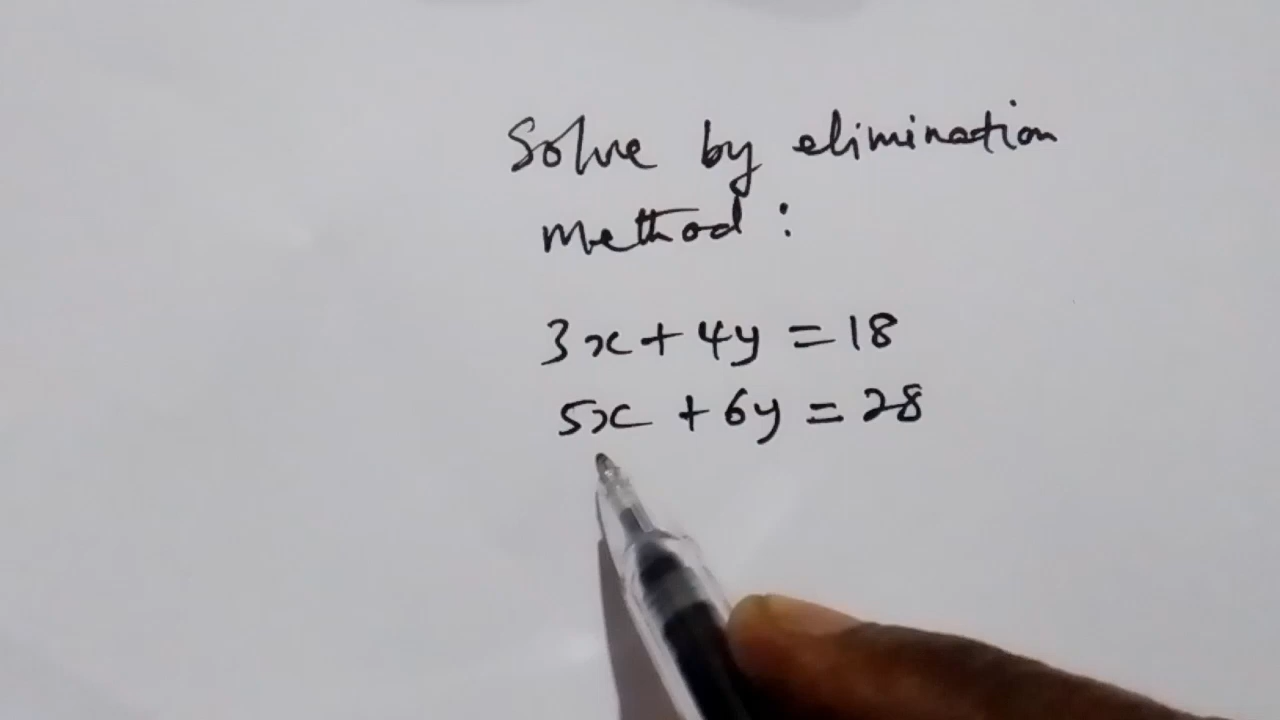 Solve by elimination
method:
3x + 4y = 18
5x + 6y = 28